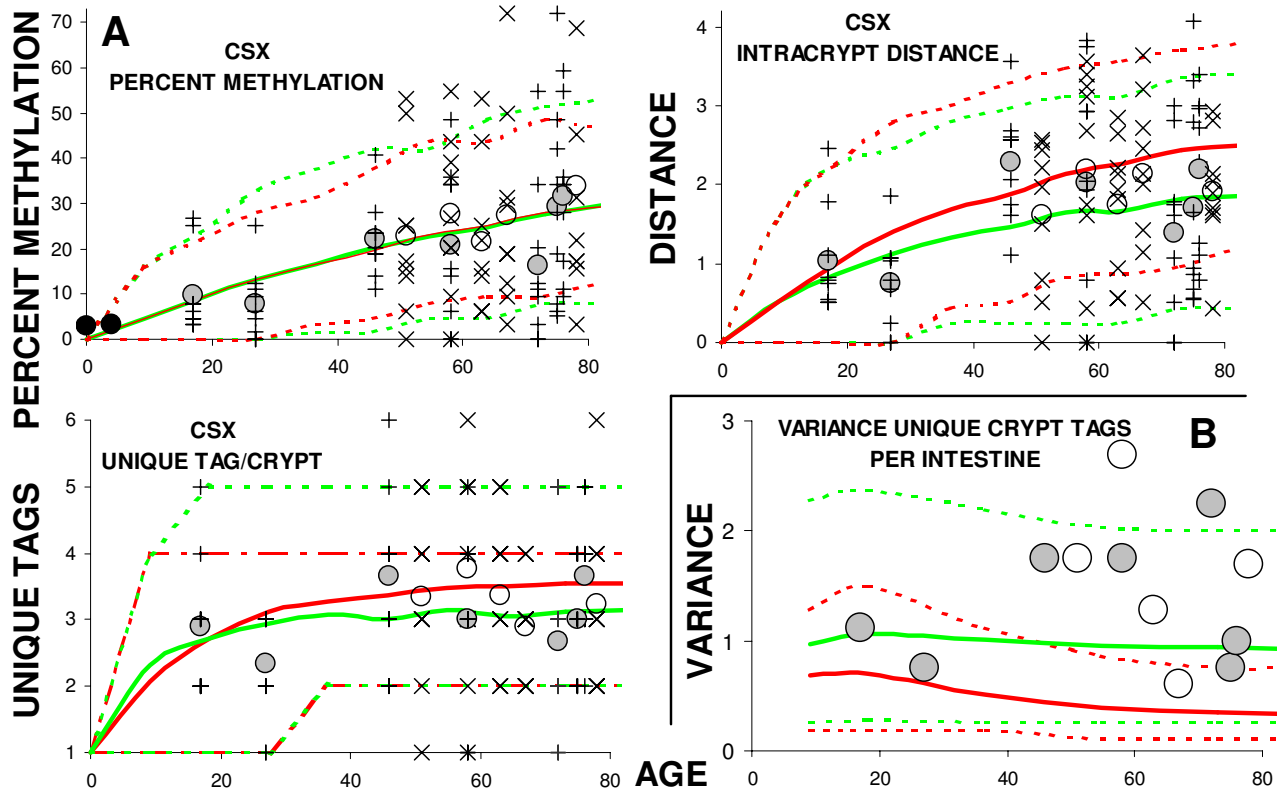 A
CSX
PERCENT METHYLATION
PERCENT METHYLATION
70
60
50
40
30
20
10
0
0 20 40 60 80
CSX
INTRACRYPT DISTANCE
DISTANCE
4
3
2
1
0
0 20 40 60 80
CSX
UNIQUE TAG/CRYPT
UNIQUE TAGS
6
5
4
3
2
1
0 20 40 60 80
B
VARIANCE UNIQUE CRYPT TAGS
PER INTESTINE
VARIANCE
3
2
1
0
0 20 40 60 80
AGE